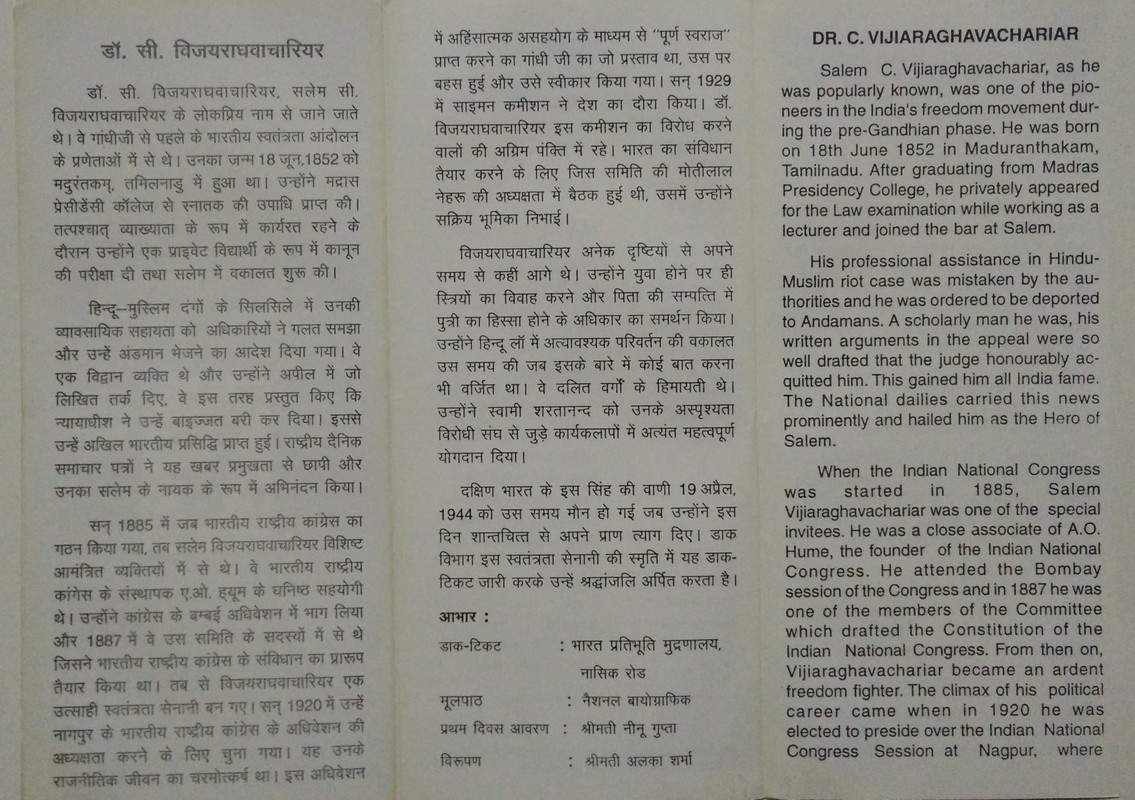 डॉ. सी. विजयराघवाचारियर
डॉ. सी. विजयराघवाचारियर, सलेम सी.
विजयराघवाचारियर के लोकप्रिय नाम से जाने जाते
थे। वे गांधीजी से पहले के भारतीय स्वतंत्रता आंदोलन
के प्रणेताओं में से थे। उनका जन्म 18 जून,1852 को
मदुरंतकम्, तमिलनाडु में हुआ था। उन्होंने मद्रास
प्रेसीडेंसी कॉलेज से स्नातक की उपाधि प्राप्त की।
तत्पश्चात् व्याख्याता के रूप में कार्यरत रहने के
दौरान उन्होंने एक प्राइवेट विद्यार्थी के रूप में कानून
की परीक्षा दी तथा सलेम में वकालत शुरू की।
हिन्दू–मुस्लिम दंगों के सिलसिले में उनकी
व्यावसायिक सहायता को अधिकारियों ने गलत समझा
और उन्हें अंडमान भेजने का आदेश दिया गया। वे
एक विद्वान व्यक्ति थे और उन्होंने अपील में जो
लिखित तर्क दिए, वे इस तरह प्रस्तुत किए कि
न्यायाधीश ने उन्हें बाइज्जत बरी कर दिया। इससे
उन्हें अखिल भारतीय प्रसिद्धि प्राप्त हुई। राष्ट्रीय दैनिक
समाचार पत्रों ने यह खबर प्रमुखता से छापी और
उनका सलेम के नायक के रूप में अभिनंदन किया।
सन् 1885 में जब भारतीय राष्ट्रीय कांग्रेस का
गठन किया गया, तब सलेम विजयराघवाचारियर विशिष्ट
आमंत्रित व्यक्तियों में से थे। वे भारतीय राष्ट्रीय
कांगेस के संस्थापक ए.ओ. ह्यूम के घनिष्ठ सहयोगी
थे। उन्होंने कांग्रेस के बम्बई अधिवेशन में भाग लिया
और 1887 में वे उस समिति के सदस्यों में से थे
जिसने भारतीय राष्ट्रीय कांग्रेस के संविधान का प्रारूप
तैयार किया था। तब से विजयराघवाचारियर एक
उत्साही स्वतंत्रता सेनानी बन गए। सन् 1920 में उन्हें
नागपुर के भारतीय राष्ट्रीय कांग्रेस के अधिवेशन की
अध्यक्षता करने के लिए चुना गया। यह उनके
राजनीतिक जीवन का चरमोत्कर्ष था। इस अधिवेशन
में अहिंसात्मक असहयोग के माध्यम से "पूर्ण स्वराज"
प्राप्त करने का गांधी जी का जो प्रस्ताव था, उस पर
बहस हुई और उसे स्वीकार किया गया। सन् 1929
में साइमन कमीशन ने देश का दौरा किया। डॉ.
विजयराघवाचारियर इस कमीशन का विरोध करने
वालों की अग्रिम पंक्ति में रहे। भारत का संविधान
तैयार करने के लिए जिस समिति की मोतीलाल
नेहरू की अध्यक्षता में बैठक हुई थी, उसमें उन्होंने
सक्रिय भूमिका निभाई।
विजयराघवाचारियर अनेक दृष्टियों से अपने
समय से कहीं आगे थे। उन्होंने युवा होने पर ही
स्त्रियों का विवाह करने और पिता की सम्पत्ति में
पुत्री का हिस्सा होने के अधिकार का समर्थन किया।
उन्होंने हिन्दू लॉ में अत्यावश्यक परिवर्तन की वकालत
उस समय की जब इसके बारे में कोई बात करना
भी वर्जित था। वे दलित वर्गों के हिमायती थे।
उन्होंने स्वामी शरतानन्द को उनके अस्पृश्यता
विरोधी संघ से जुड़े कार्यकलापों में अत्यंत महत्वपूर्ण
योगदान दिया।
दक्षिण भारत के इस सिंह की वाणी 19 अप्रैल,
1944 को उस समय मौन हो गई जब उन्होंने इस
दिन शान्तचित्त से अपने प्राण त्याग दिए। डाक
विभाग इस स्वतंत्रता सेनानी की स्मृति में यह डाक-
टिकट जारी करके उन्हें श्रद्धांजलि अर्पित करता है।
आभार :
डाक-टिकट : भारत प्रतिभूति मुद्रणालय,
नासिक रोड
मूलपाठ : नैशनल बायोग्राफिक
प्रथम दिवस आवरण : श्रीमती नीनू गुप्ता
विरूपण : श्रीमती अलका शर्मा
DR. C. VIJIARAGHAVACHARIAR
Salem C. Vijiaraghavachariar, as he
was popularly known, was one of the pio-
neers in the India's freedom movement dur-
ing the pre-Gandhian phase. He was born
on 18th June 1852 in Maduranthakam,
Tamilnadu. After graduating from Madras
Presidency College, he privately appeared
for the Law examination while working as a
lecturer and joined the bar at Salem.
His professional assistance in Hindu-
Muslim riot case was mistaken by the au-
thorities and he was ordered to be deported
to Andamans. A scholarly man he was, his
written arguments in the appeal were so
well drafted that the judge honourably ac-
quitted him. This gained him all India fame.
The National dailies carried this news
prominently and hailed him as the Hero of
Salem.
When the Indian National Congress
was started in 1885, Salem
Vijiaraghavachariar was one of the special
invitees. He was a close associate of A.O.
Hume, the founder of the Indian National
Congress. He attended the Bombay
session of the Congress and in 1887 he was
one of the members of the Committee
which drafted the Constitution of the
Indian National Congress. From then on,
Vijiaraghavachariar became an ardent
freedom fighter. The climax of his political
career came when in 1920 he was
elected to preside over the Indian National
Congress Session at Nagpur, where